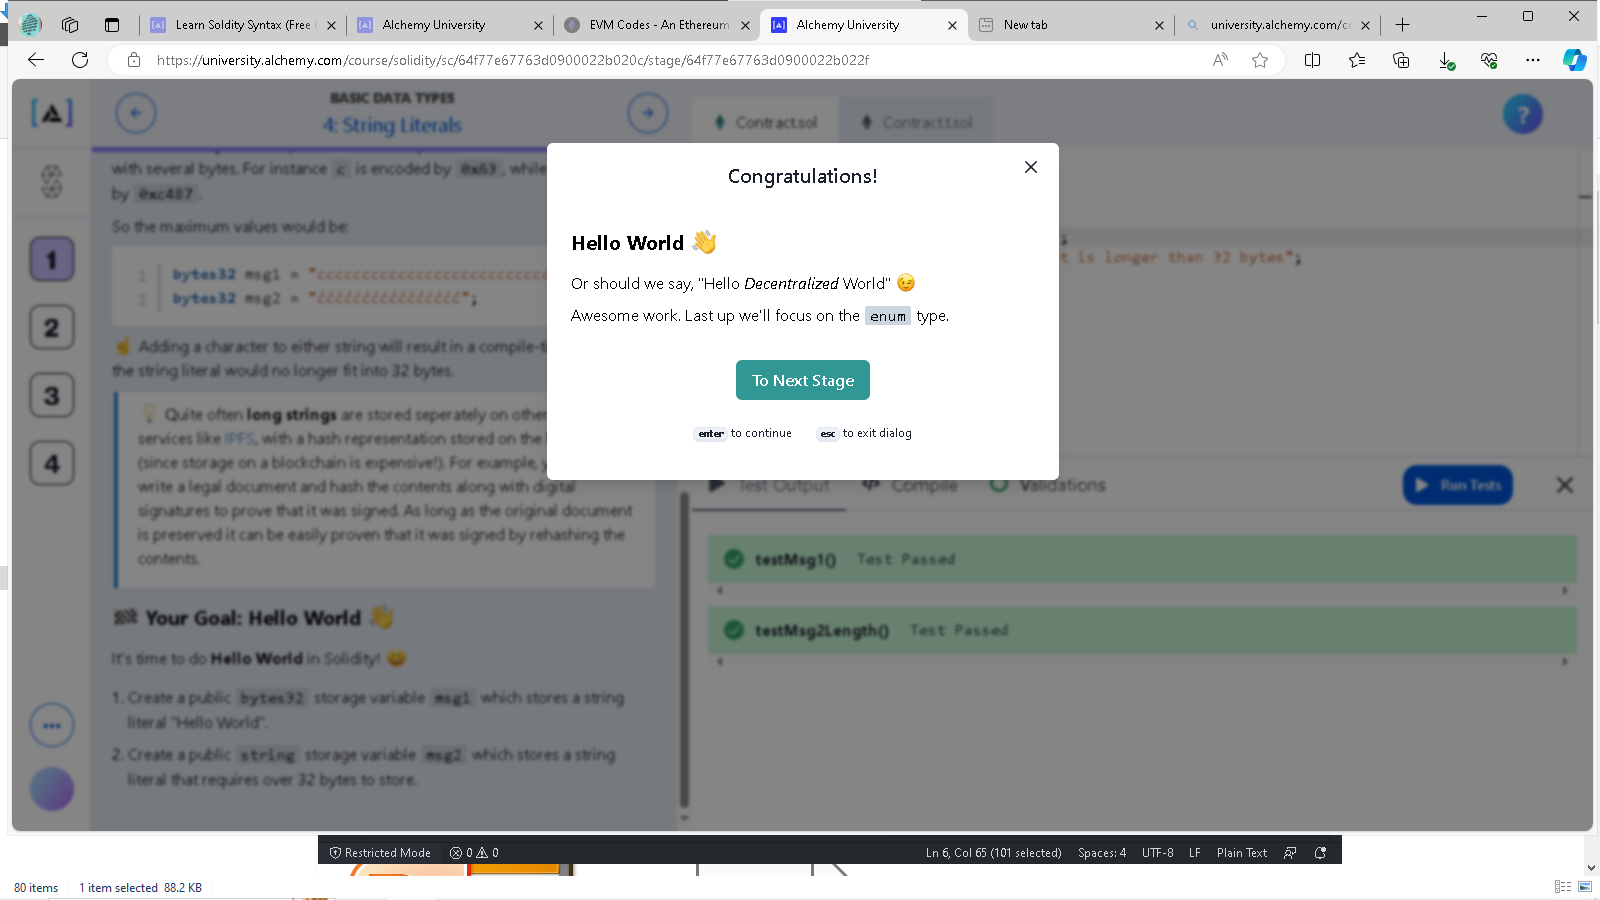 Learn Soldity Syntax (Free
Alchemy University
EVM Codes - An Ethereum
Alchemy University
New tab
university.alchemy.com/cc
https://university.alchemy.com/course/solidity/sc/64f77e67763d0900022b020c/stage/64f77e67763d0900022b022f
BASIC DATA TYPES
4: String Literals
Contract.sol
Contract.t.sol
?
with several bytes. For instance c is encoded by 0x63, while
by 0xc487.
So the maximum values would be:
1 bytes32 msg1 = "cccccccccccccccccccccccccc
2 bytes32 msg2 = "ćććććććććććććććć";
☝️ Adding a character to either string will result in a compile-t
the string literal would no longer fit into 32 bytes.
💡 Quite often long strings are stored seperately on other
services like IPFS, with a hash representation stored on the
(since storage on a blockchain is expensive!). For example,
write a legal document and hash the contents along with digital
signatures to prove that it was signed. As long as the original document
is preserved it can be easily proven that it was signed by rehashing the
contents.
🏁 Your Goal: Hello World 👋
It's time to do Hello World in Solidity! 😀
1. Create a public bytes32 storage variable msg1 which stores a string
literal "Hello World".
2. Create a public string storage variable msg2 which stores a string
literal that requires over 32 bytes to store.
1
2
3
4
Congratulations!
Hello World 👋
Or should we say, "Hello Decentralized World" 😉
Awesome work. Last up we'll focus on the enum type.
To Next Stage
enter to continue
esc to exit dialog
;
t is longer than 32 bytes";
Test Output
Compile
Validations
Run Tests
testMsg1() Test Passed
testMsg2Length() Test Passed
Restricted Mode
0
0
Ln 6, Col 65 (101 selected)
Spaces: 4
UTF-8
LF
Plain Text
80 items
1 item selected 88.2 KB